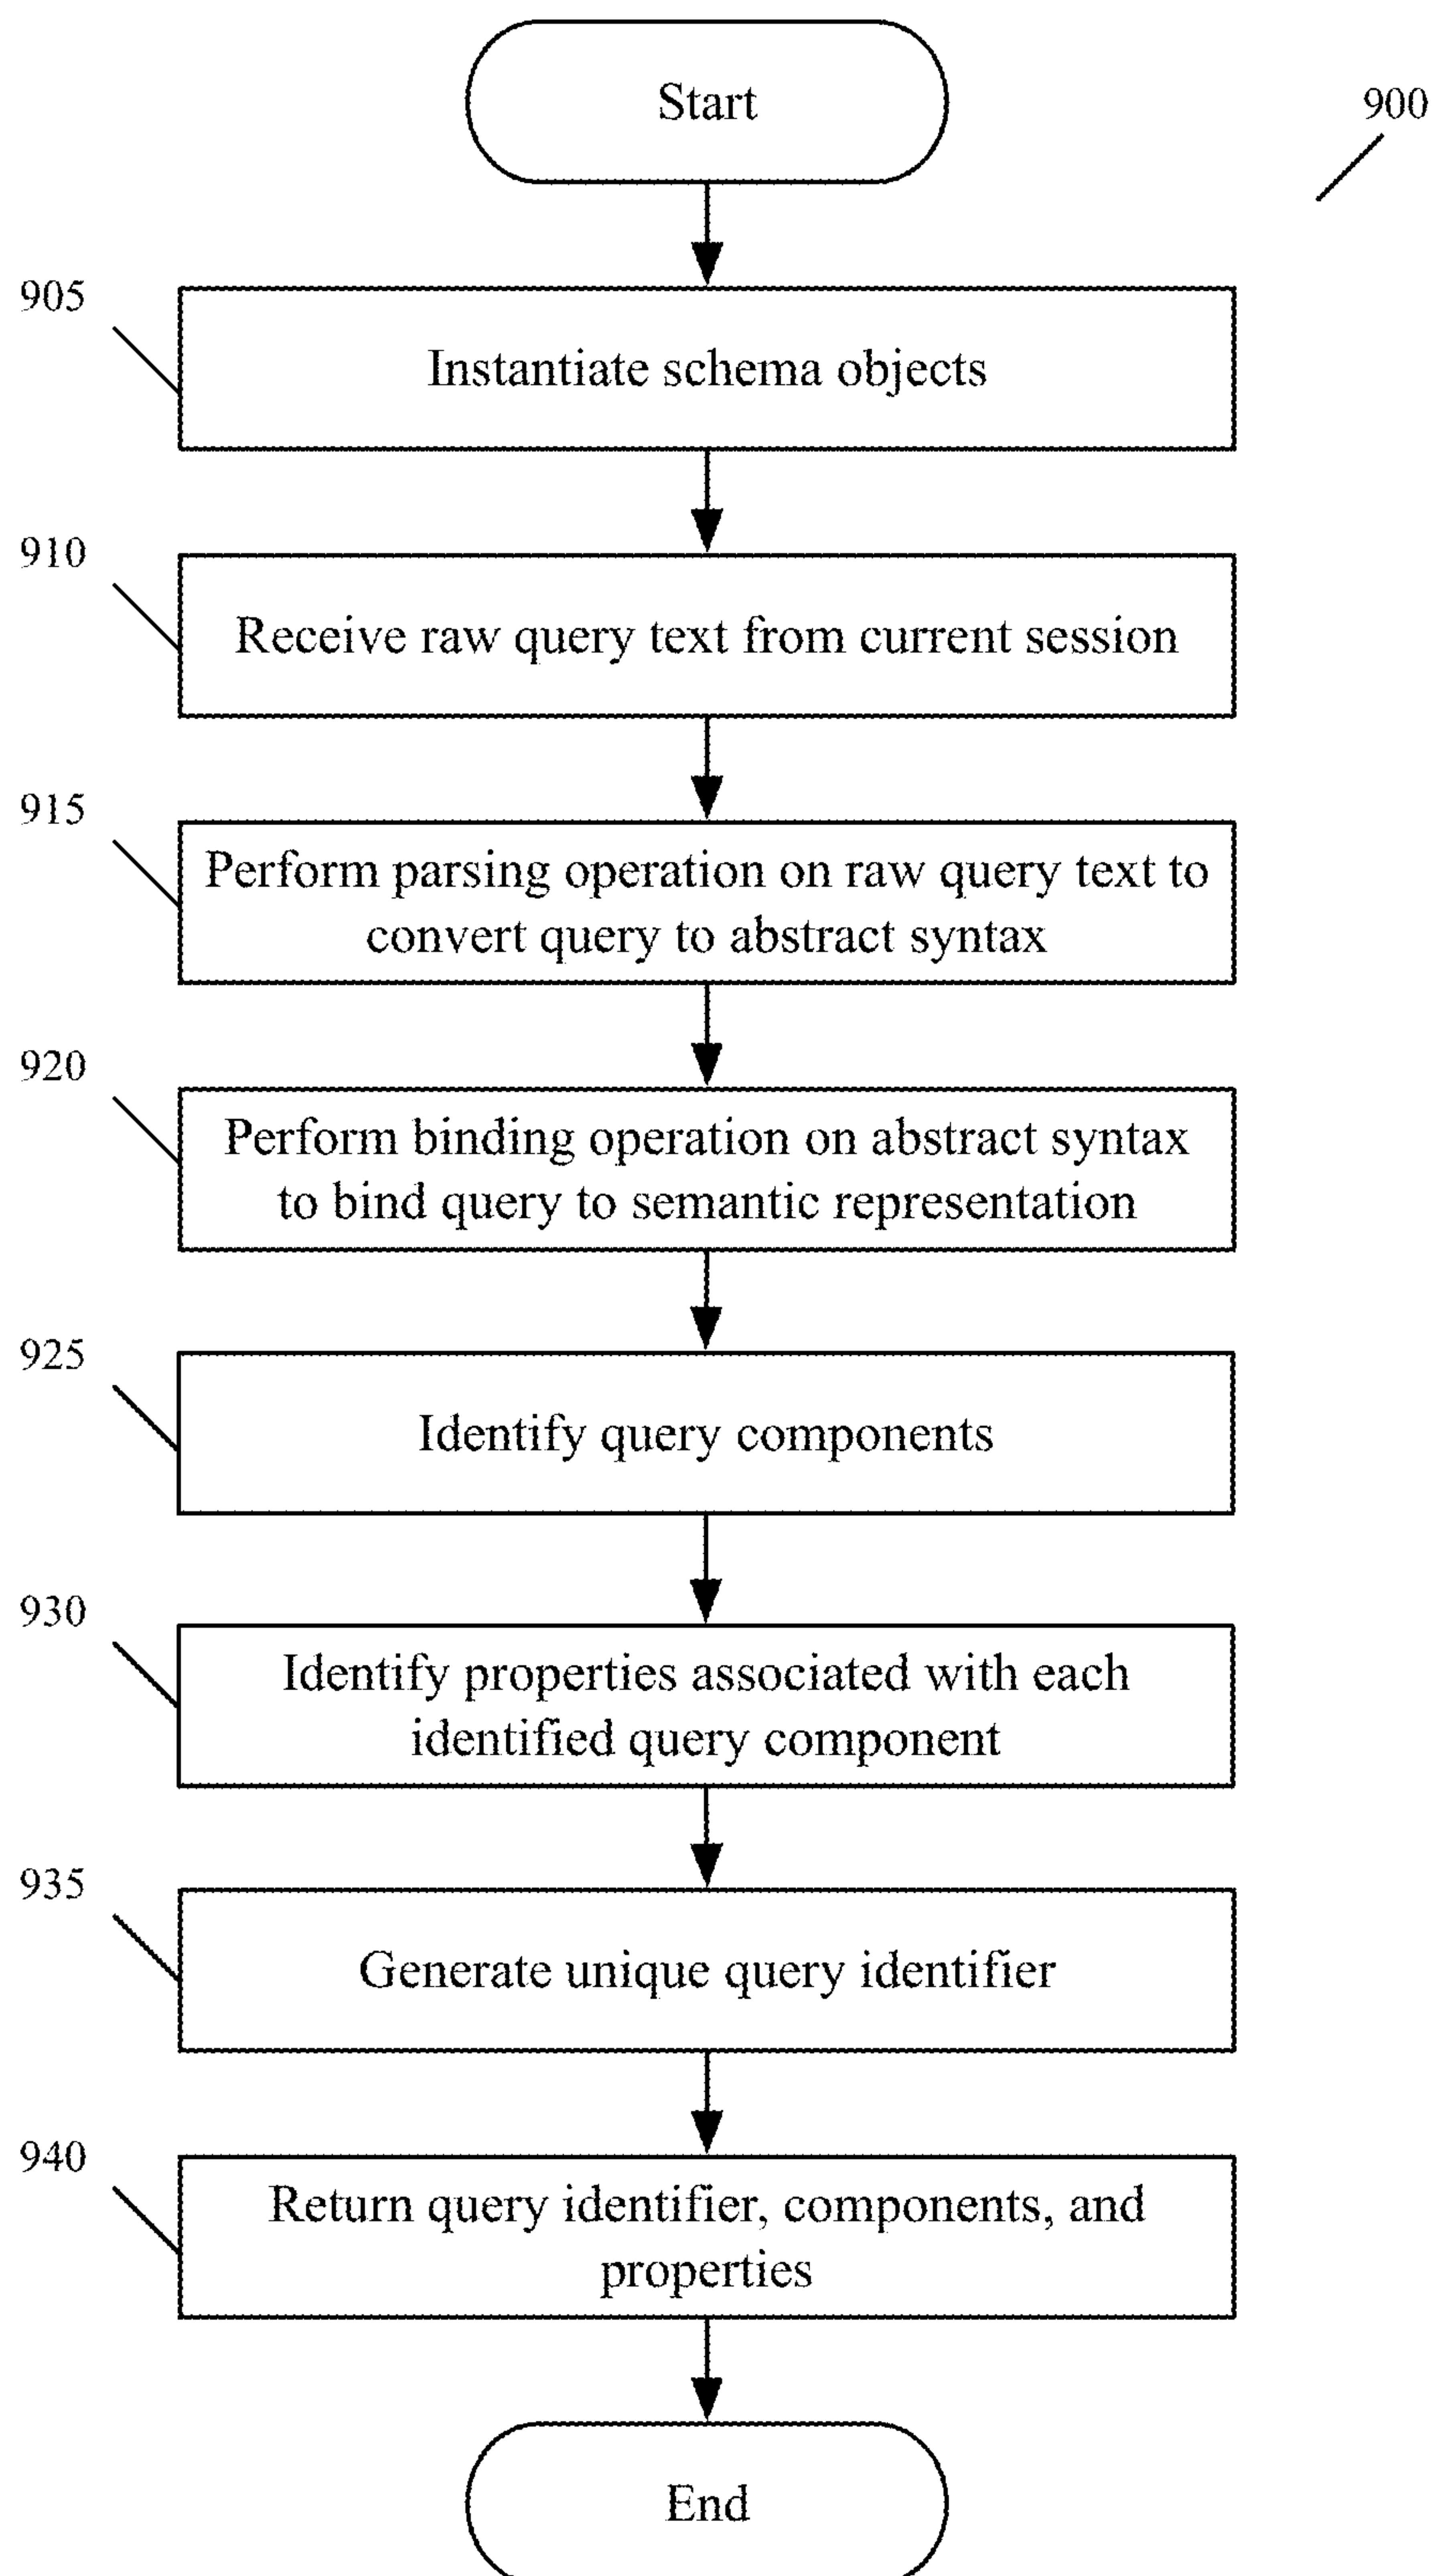 Start
900
905
Instantiate schema objects
910
Receive raw query text from current session
915
Perform parsing operation on raw query text to
convert query to abstract syntax
920
Perform binding operation on abstract syntax
to bind query to semantic representation
925
Identify query components
930
Identify properties associated with each
identified query component
935
Generate unique query identifier
940
Return query identifier, components, and
properties
End